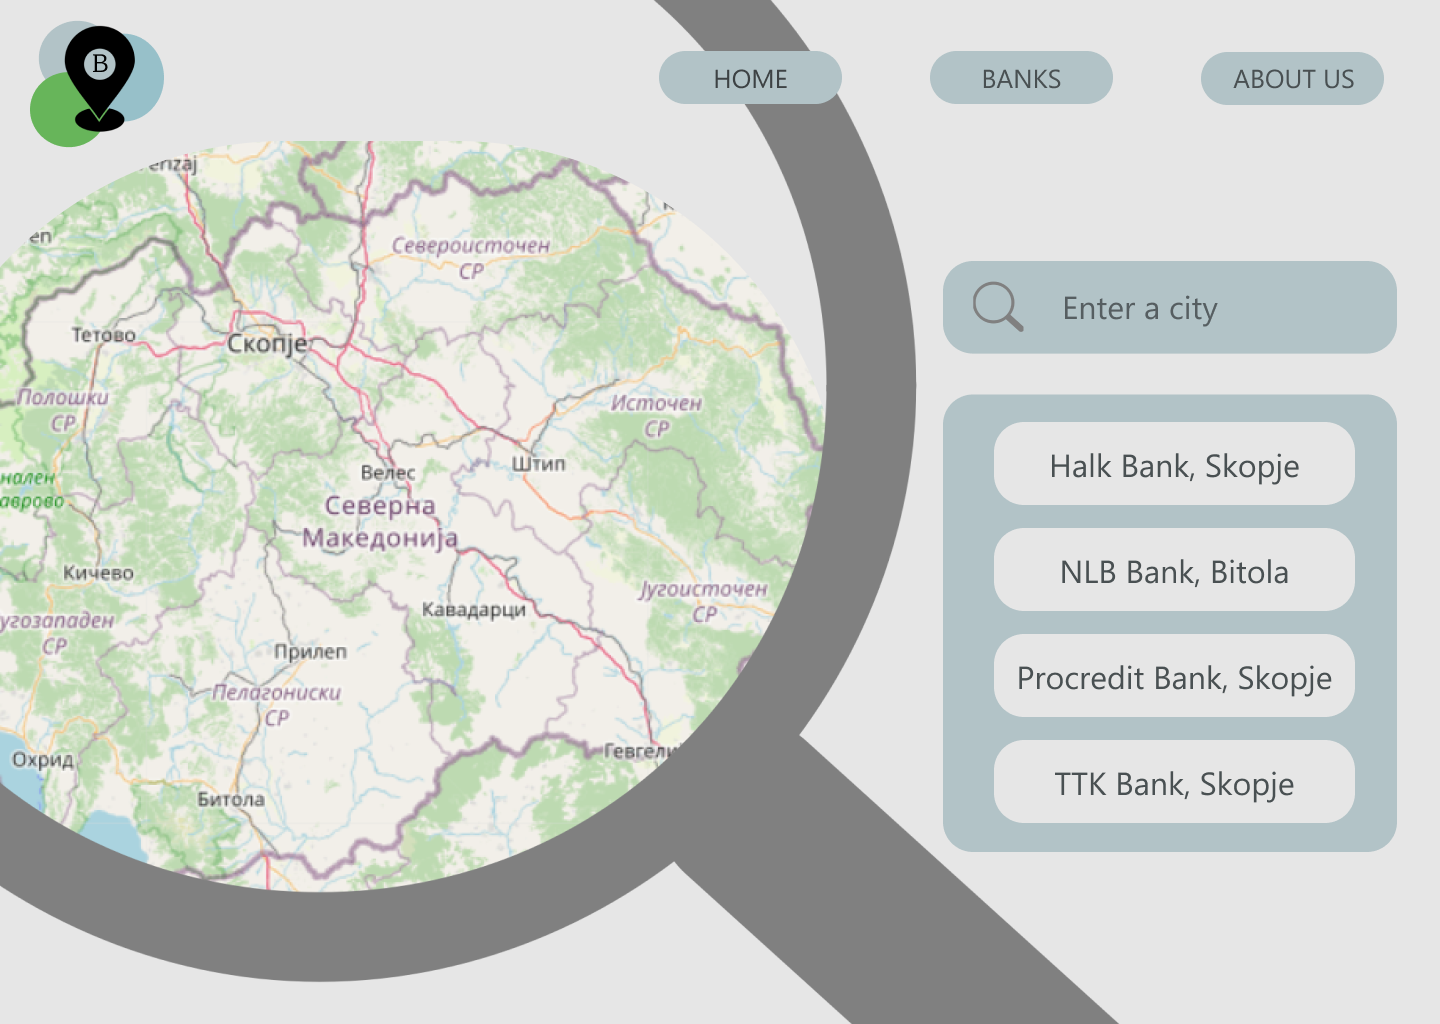 B
HOME
BANKS
ABOUT US
Enter a city
Halk Bank, Skopje
NLB Bank, Bitola
Procredit Bank, Skopje
TTK Bank, Skopje
enzaj
en
Североисточен
СР
Тетово
Скопје
Полошки
СР
Источен
СР
Велес
Штип
нален
авово
Северна
Македонија
Кичево
Југоисточен
СР
Кавадарци
угозападен
СР
Прилеп
Пелагониски
СР
Охрид
Гевгели
Битола